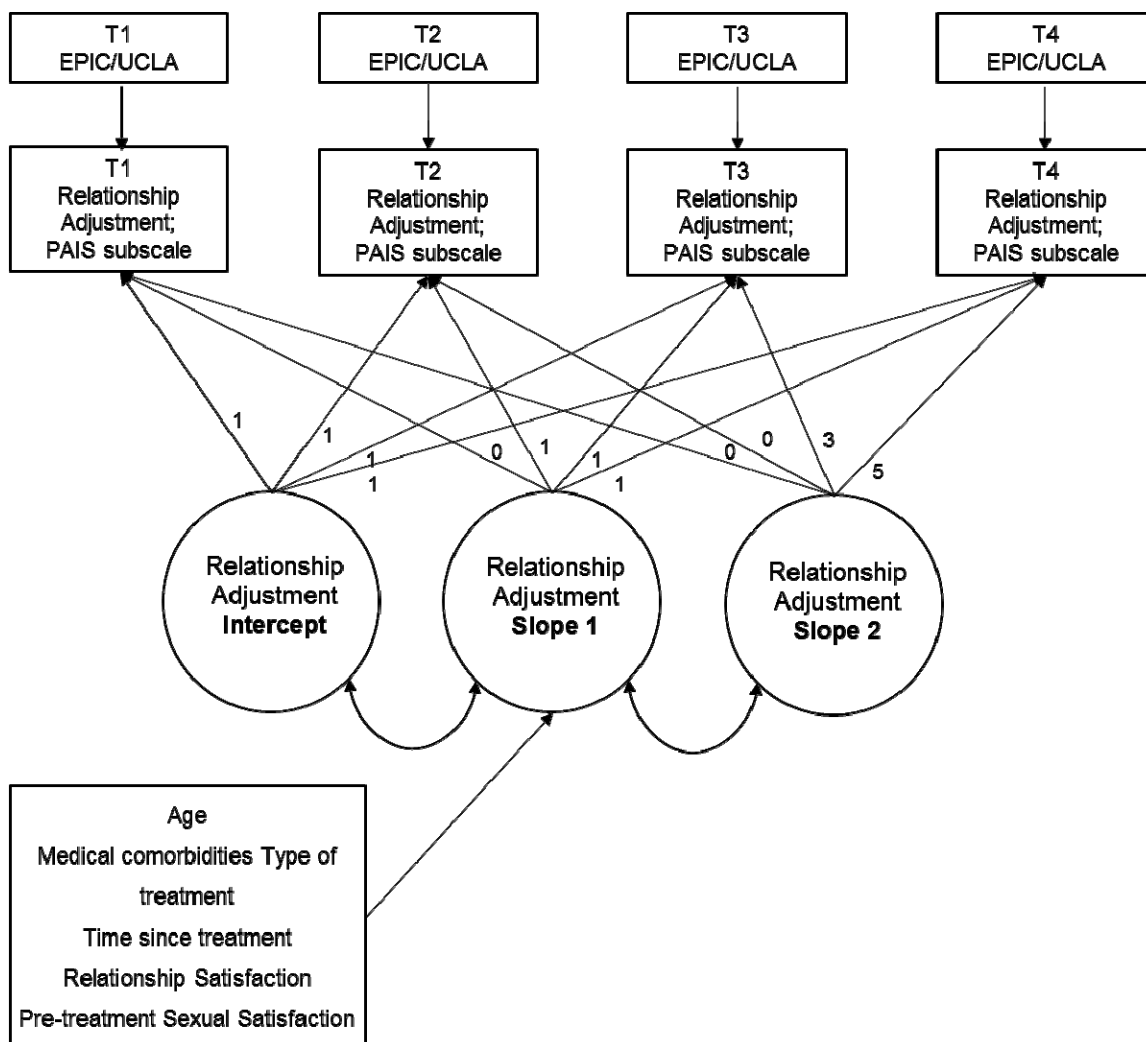 T1
EPIC/UCLA
T2
EPIC/UCLA
T3
EPIC/UCLA
T4
EPIC/UCLA
T1
Relationship
Adjustment;
PAIS subscale
T2
Relationship
Adjustment;
PAIS subscale
T3
Relationship
Adjustment;
PAIS subscale
T4
Relationship
Adjustment;
PAIS subscale
1
1
1
1
0
1
1
1
0
0
3
5
Relationship
Adjustment
Intercept
Relationship
Adjustment
Slope 1
Relationship
Adjustment
Slope 2
Age
Medical comorbidities Type of
treatment
Time since treatment
Relationship Satisfaction
Pre-treatment Sexual Satisfaction